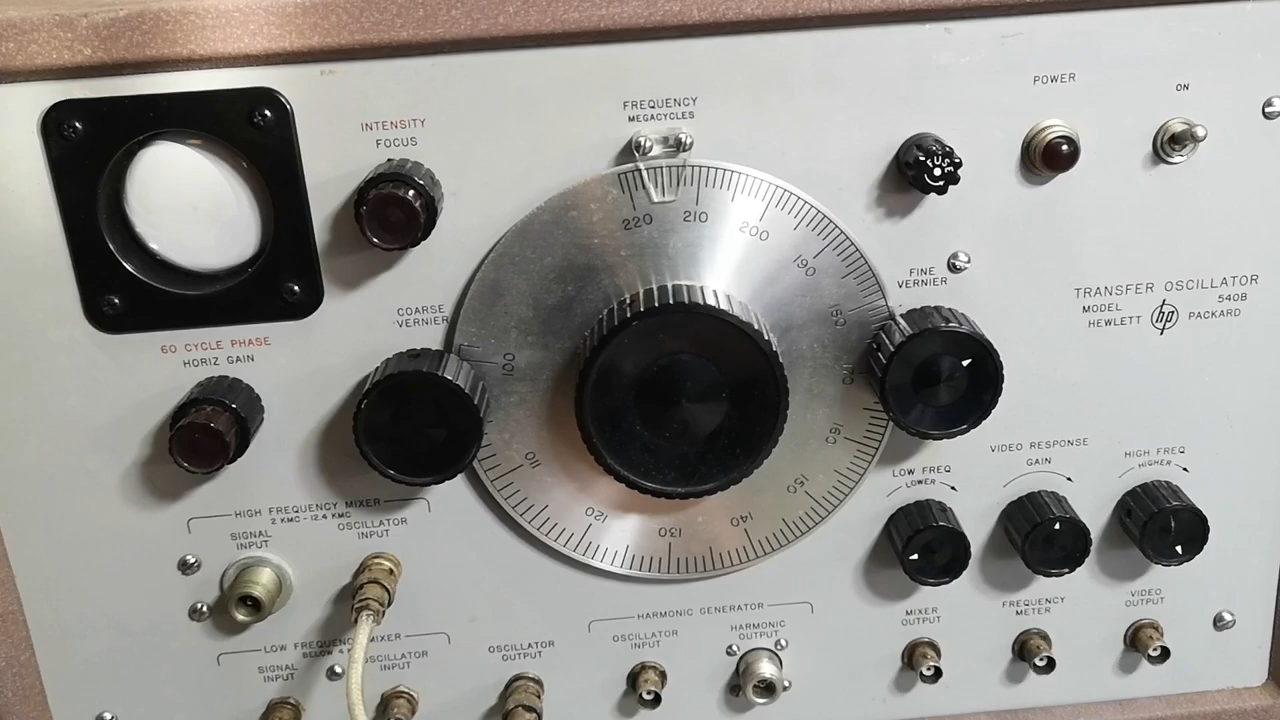 INTENSITY
FOCUS
FREQUENCY
MEGACYCLES
FUSE
POWER
ON
220
210
200
190
180
170
160
150
140
130
120
110
100
COARSE
VERNIER
FINE
VERNIER
TRANSFER OSCILLATOR
MODEL 540B
HEWLETT hp PACKARD
60 CYCLE PHASE
HORIZ GAIN
LOW FREQ
LOWER
VIDEO RESPONSE
GAIN
HIGH FREQ
HIGHER
HIGH FREQUENCY MIXER
2 KMC-12.4 KMC
SIGNAL
INPUT
OSCILLATOR
INPUT
LOW FREQUENCY MIXER
BELOW 4
SIGNAL
INPUT
OSCILLATOR
INPUT
OSCILLATOR
OUTPUT
HARMONIC GENERATOR
OSCILLATOR
INPUT
HARMONIC
OUTPUT
MIXER
OUTPUT
FREQUENCY
METER
VIDEO
OUTPUT